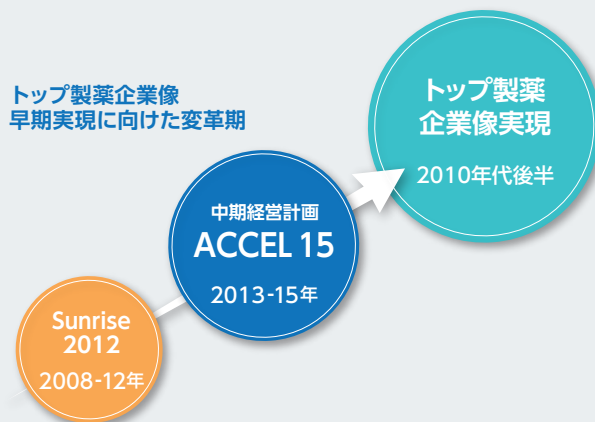 トップ製薬企業像
早期実現に向けた変革期
トップ製薬
企業像実現
2010年代後半
中期経営計画
ACCEL 15
2013-15年
Sunrise
2012
2008-12年